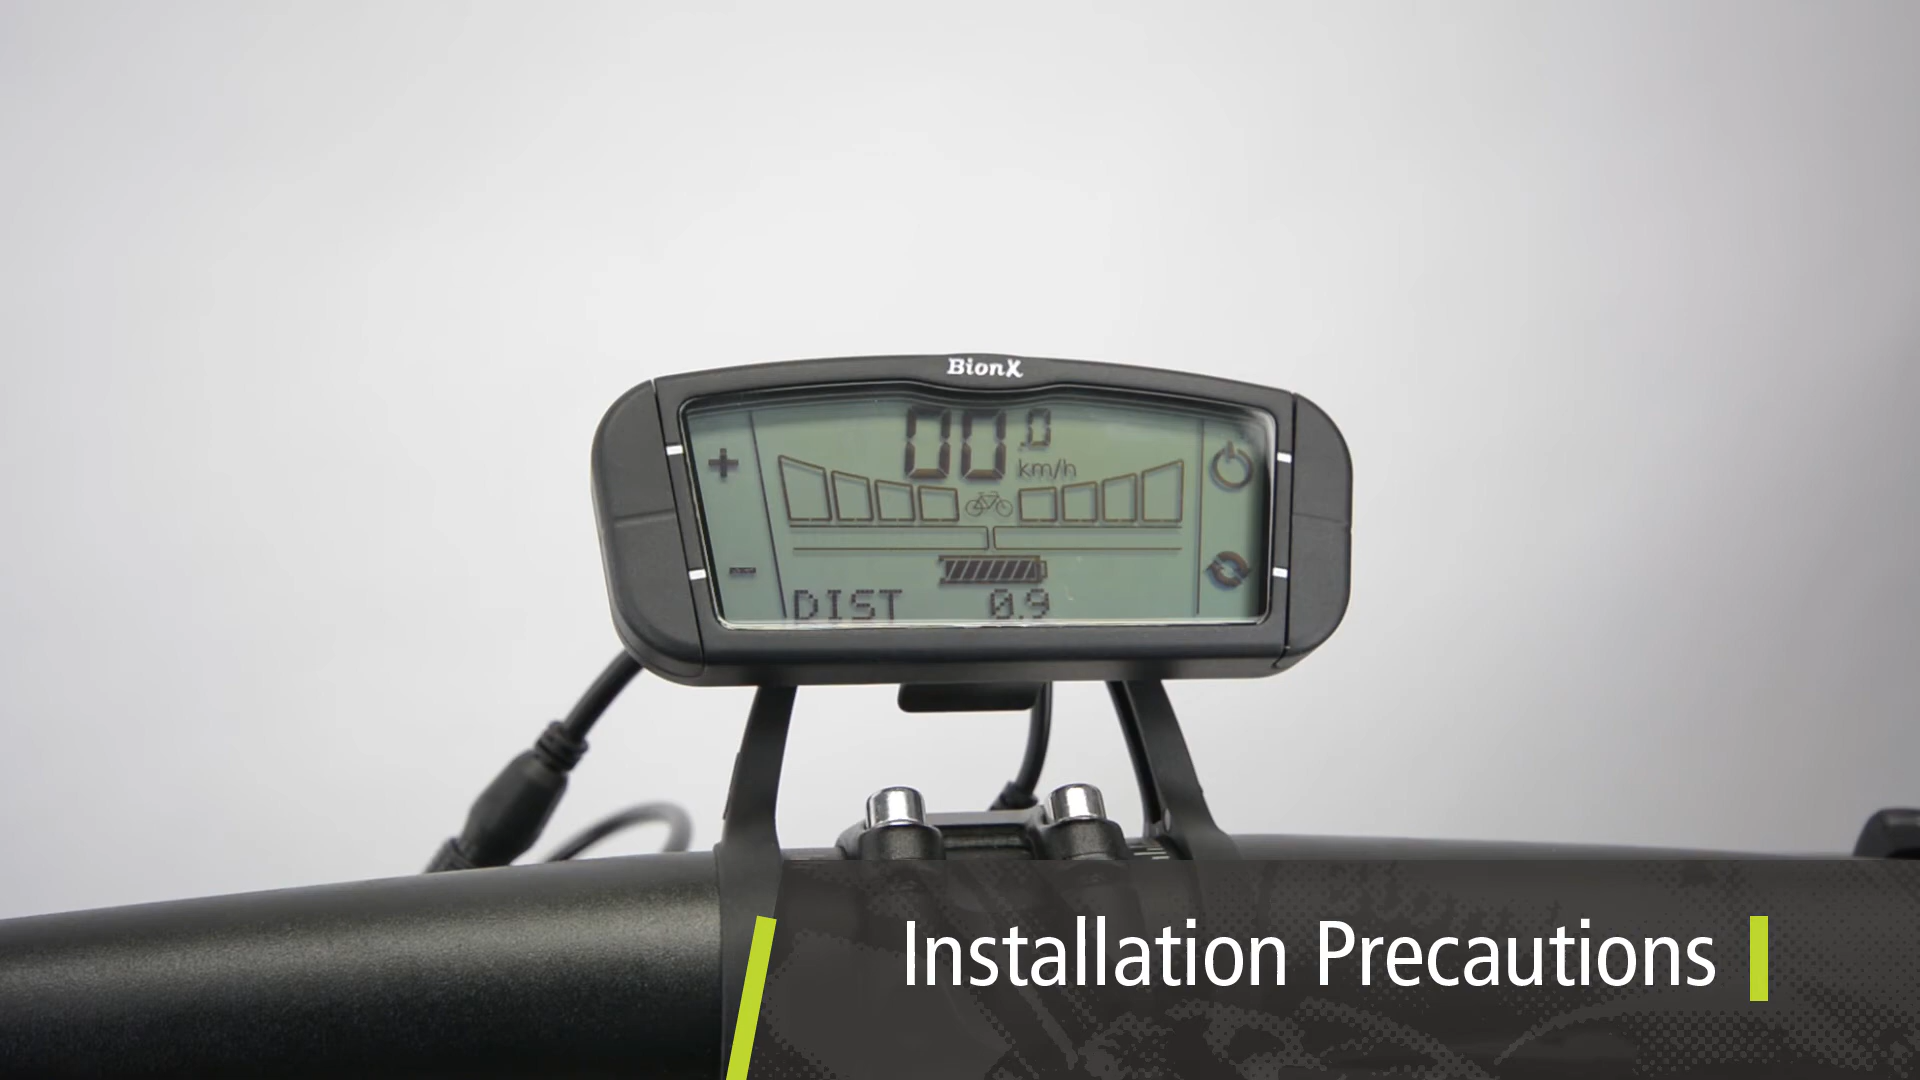 BionX
00.0
km/h
+
-
DIST 0.9
Installation Precautions